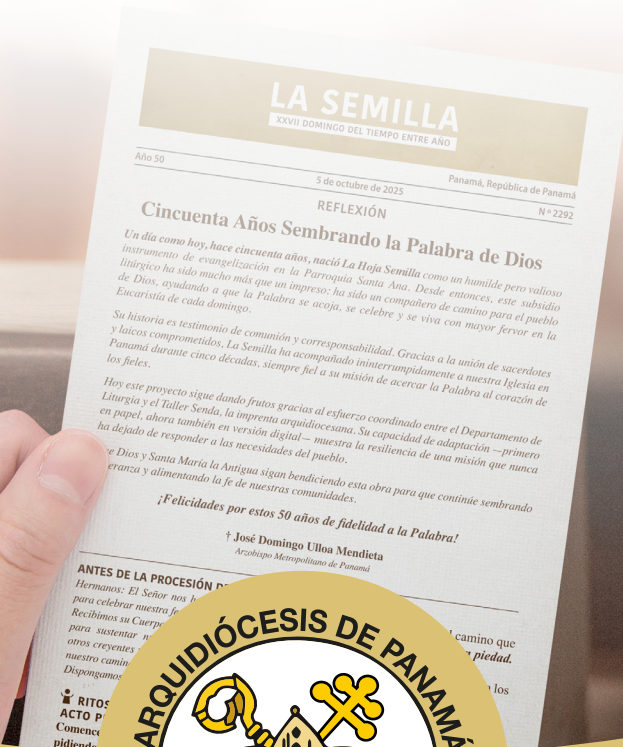 LA SEMILLA
XXVII DOMINGO DEL TIEMPO ENTRE AÑO
Año 50
5 de octubre de 2025
Panamá, República de Panamá
N º 2292
REFLEXIÓN
Cincuenta Años Sembrando la Palabra de Dios
Un día como hoy, hace cincuenta años, nació La Hoja Semilla como un humilde pero valioso
instrumento de evangelización en la Parroquia Santa Ana. Desde entonces, este subsidio
litúrgico ha sido mucho más que un impreso: ha sido un compañero de camino para el pueblo
de Dios, ayudando a que la Palabra se acoja, se celebre y se viva con mayor fervor en la
Eucaristía de cada domingo.
Su historia es testimonio de comunión y corresponsabilidad. Gracias a la unión de sacerdotes
y laicos comprometidos, La Semilla ha acompañado ininterrumpidamente a nuestra Iglesia en
Panamá durante cinco décadas, siempre fiel a su misión de acercar la Palabra al corazón de
los fieles.
Hoy este proyecto sigue dando frutos gracias al esfuerzo coordinado entre el Departamento de
Liturgia y el Taller Senda, la imprenta arquidiocesana. Su capacidad de adaptación —primero
en papel, ahora también en versión digital— muestra la resiliencia de una misión que nunca
ha dejado de responder a las necesidades del pueblo.
Dios y Santa María la Antigua sigan bendiciendo esta obra para que continúe sembrando
eranza y alimentando la fe de nuestras comunidades.
¡Felicidades por estos 50 años de fidelidad a la Palabra!
† José Domingo Ulloa Mendieta
Arzobispo Metropolitano de Panamá
ANTES DE LA PROCESIÓN
Hermanos: El Señor nos
para celebrar nuestra
camino que
Recibimos su Cuerpo
piedad.
para sustentar
otros creyentes
los
nuestro
Dispongamos
RITOS
ACTO
ARQUIDIÓCESIS DE PANAMÁ